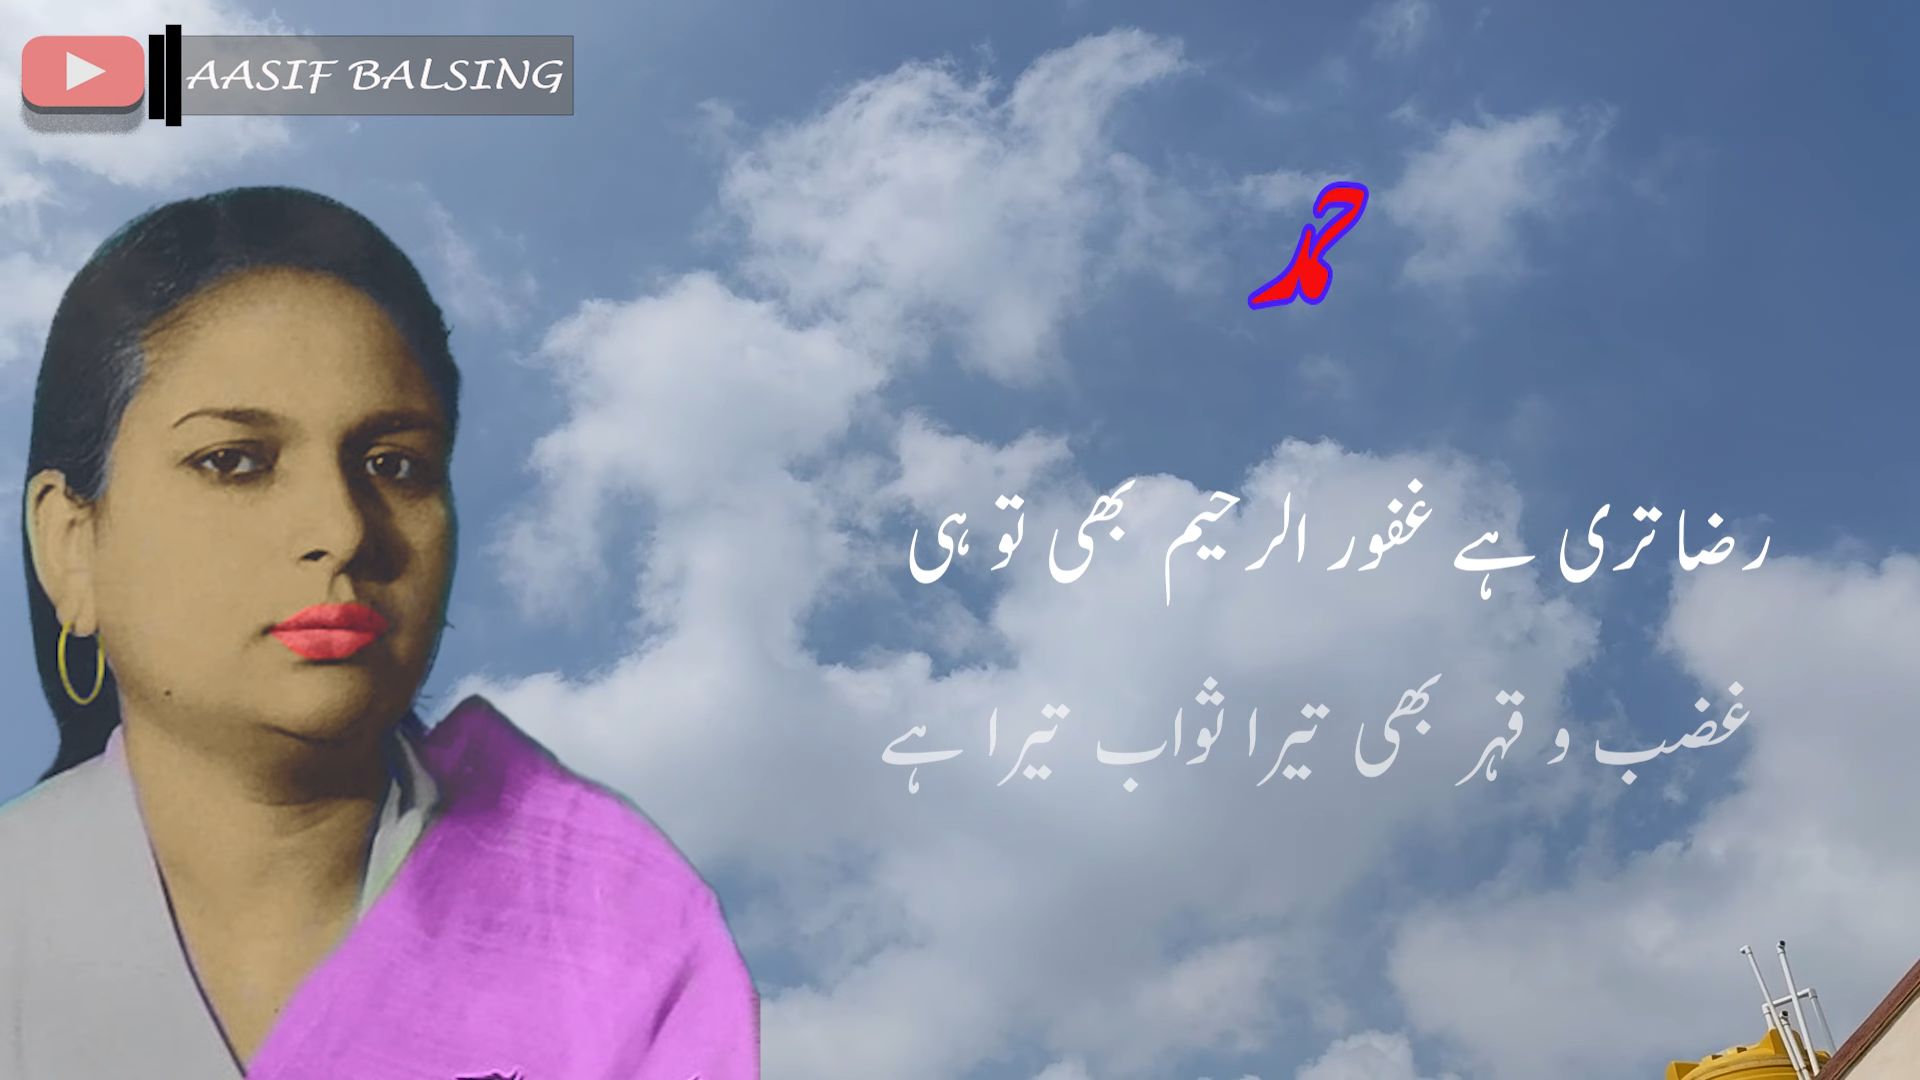 AASIF BALSING
حمد
رضا تری ہے غفور الرحیم بھی تو ہی
غضب و قہر بھی تیرا ثواب تیرا ہے